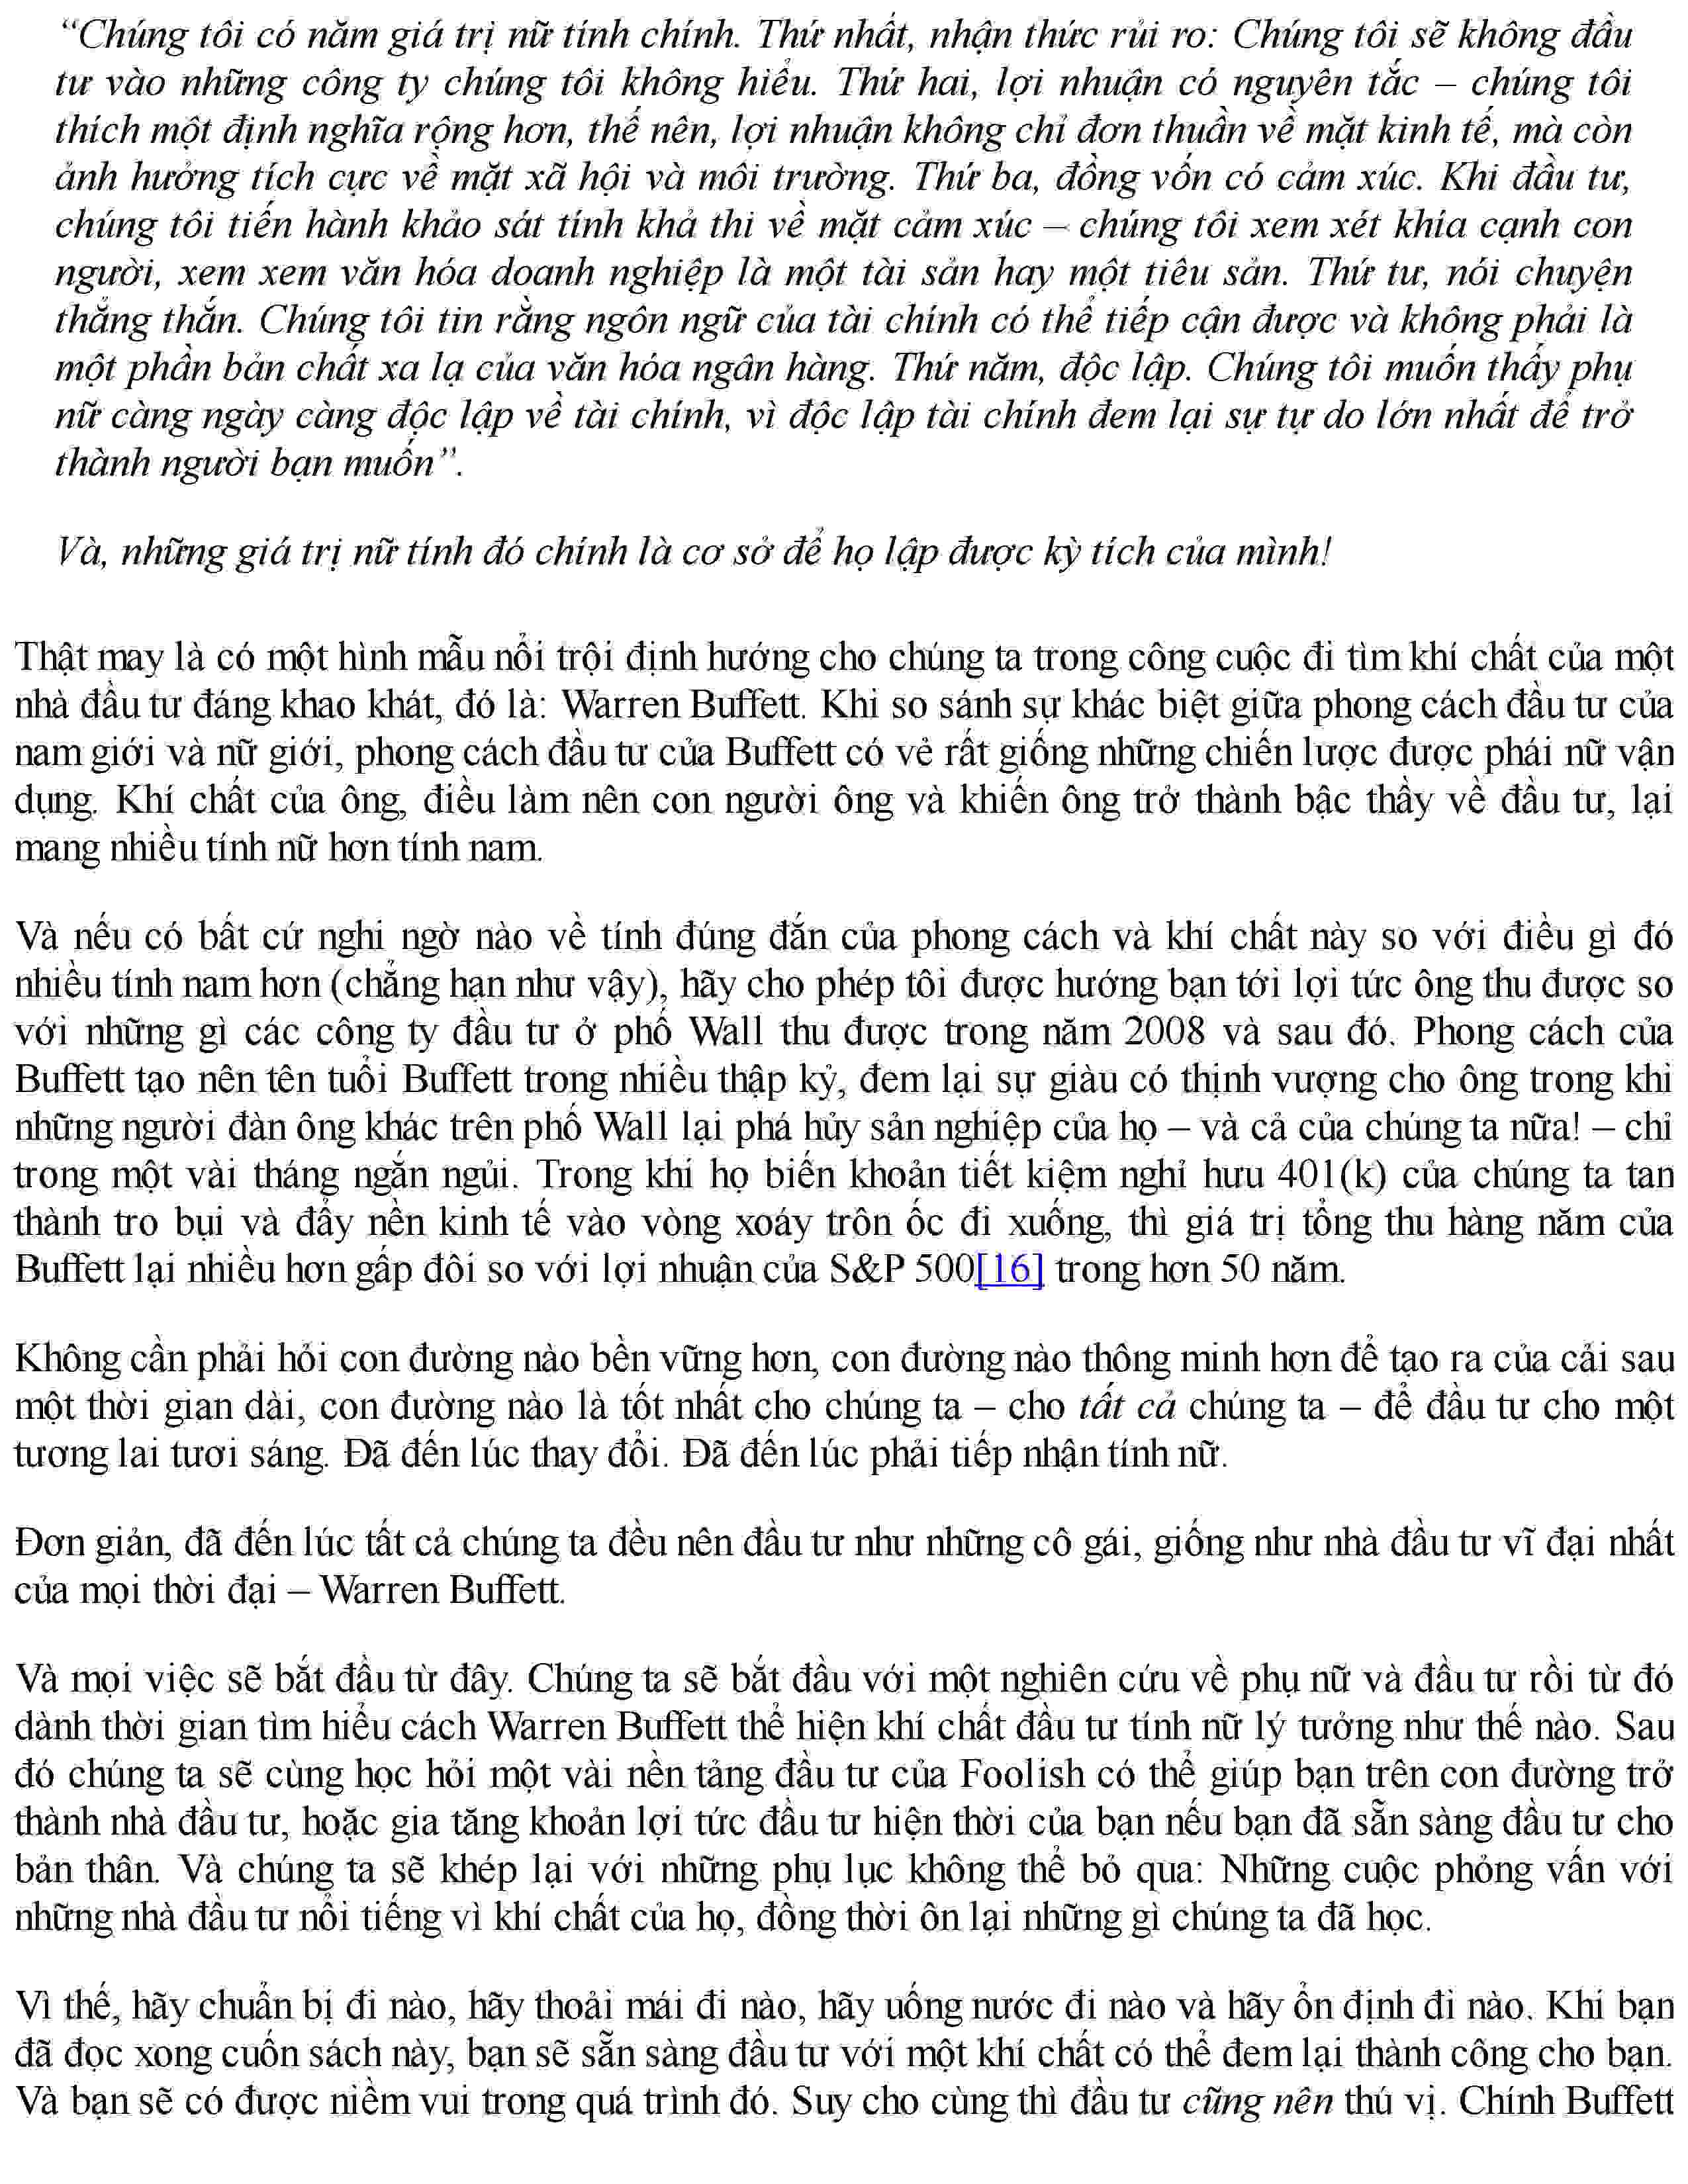 “Chúng tôi có năm giá trị nữ tính chính. Thứ nhất, nhận thức rủi ro: Chúng tôi sẽ không đầu
tư vào những công ty chúng tôi không hiểu. Thứ hai, lợi nhuận có nguyên tắc – chúng tôi
thích một định nghĩa rộng hơn, thế nên, lợi nhuận không chỉ đơn thuần về mặt kinh tế, mà còn
ảnh hưởng tích cực về mặt xã hội và môi trường. Thứ ba, đồng vốn có cảm xúc. Khi đầu tư,
chúng tôi tiến hành khảo sát tính khả thi về mặt cảm xúc – chúng tôi xem xét khía cạnh con
người, xem xem văn hóa doanh nghiệp là một tài sản hay một tiêu sản. Thứ tư, nói chuyện
thẳng thắn. Chúng tôi tin rằng ngôn ngữ của tài chính có thể tiếp cận được và không phải là
một phần bản chất xa lạ của văn hóa ngân hàng. Thứ năm, độc lập. Chúng tôi muốn thấy phụ
nữ càng ngày càng độc lập về tài chính, vì độc lập tài chính đem lại sự tự do lớn nhất để trở
thành người bạn muốn”.
Và, những giá trị nữ tính đó chính là cơ sở để họ lập được kỳ tích của mình!
Thật may là có một hình mẫu nổi trội định hướng cho chúng ta trong công cuộc đi tìm khí chất của một
nhà đầu tư đáng khao khát, đó là: Warren Buffett. Khi so sánh sự khác biệt giữa phong cách đầu tư của
nam giới và nữ giới, phong cách đầu tư của Buffett có vẻ rất giống những chiến lược được phái nữ vận
dụng. Khí chất của ông, điều làm nên con người ông và khiến ông trở thành bậc thầy về đầu tư, lại
mang nhiều tính nữ hơn tính nam.
Và nếu có bất cứ nghi ngờ nào về tính đúng đắn của phong cách và khí chất này so với điều gì đó
nhiều tính nam hơn (chẳng hạn như vậy), hãy cho phép tôi được hướng bạn tới lợi tức ông thu được so
với những gì các công ty đầu tư ở phố Wall thu được trong năm 2008 và sau đó. Phong cách của
Buffett tạo nên tên tuổi Buffett trong nhiều thập kỷ, đem lại sự giàu có thịnh vượng cho ông trong khi
những người đàn ông khác trên phố Wall lại phá hủy sản nghiệp của họ – và cả của chúng ta nữa! – chỉ
trong một vài tháng ngắn ngủi. Trong khi họ biến khoản tiết kiệm nghỉ hưu 401(k) của chúng ta tan
thành tro bụi và đẩy nền kinh tế vào vòng xoáy trôn ốc đi xuống, thì giá trị tổng thu hàng năm của
Buffett lại nhiều hơn gấp đôi so với lợi nhuận của S&P 500[16] trong hơn 50 năm.
Không cần phải hỏi con đường nào bền vững hơn, con đường nào thông minh hơn để tạo ra của cải sau
một thời gian dài, con đường nào là tốt nhất cho chúng ta – cho tất cả chúng ta – để đầu tư cho một
tương lai tươi sáng. Đã đến lúc thay đổi. Đã đến lúc phải tiếp nhận tính nữ.
Đơn giản, đã đến lúc tất cả chúng ta đều nên đầu tư như những cô gái, giống như nhà đầu tư vĩ đại nhất
của mọi thời đại – Warren Buffett.
Và mọi việc sẽ bắt đầu từ đây. Chúng ta sẽ bắt đầu với một nghiên cứu về phụ nữ và đầu tư rồi từ đó
dành thời gian tìm hiểu cách Warren Buffett thể hiện khí chất đầu tư tính nữ lý tưởng như thế nào. Sau
đó chúng ta sẽ cùng học hỏi một vài nền tảng đầu tư của Foolish có thể giúp bạn trên con đường trở
thành nhà đầu tư, hoặc gia tăng khoản lợi tức đầu tư hiện thời của bạn nếu bạn đã sẵn sàng đầu tư cho
bản thân. Và chúng ta sẽ khép lại với những phụ lục không thể bỏ qua: Những cuộc phỏng vấn với
những nhà đầu tư nổi tiếng vì khí chất của họ, đồng thời ôn lại những gì chúng ta đã học.
Vì thế, hãy chuẩn bị đi nào, hãy thoải mái đi nào, hãy uống nước đi nào và hãy ổn định đi nào. Khi bạn
đã đọc xong cuốn sách này, bạn sẽ sẵn sàng đầu tư với một khí chất có thể đem lại thành công cho bạn.
Và bạn sẽ có được niềm vui trong quá trình đó. Suy cho cùng thì đầu tư cũng nên thú vị. Chính Buffett